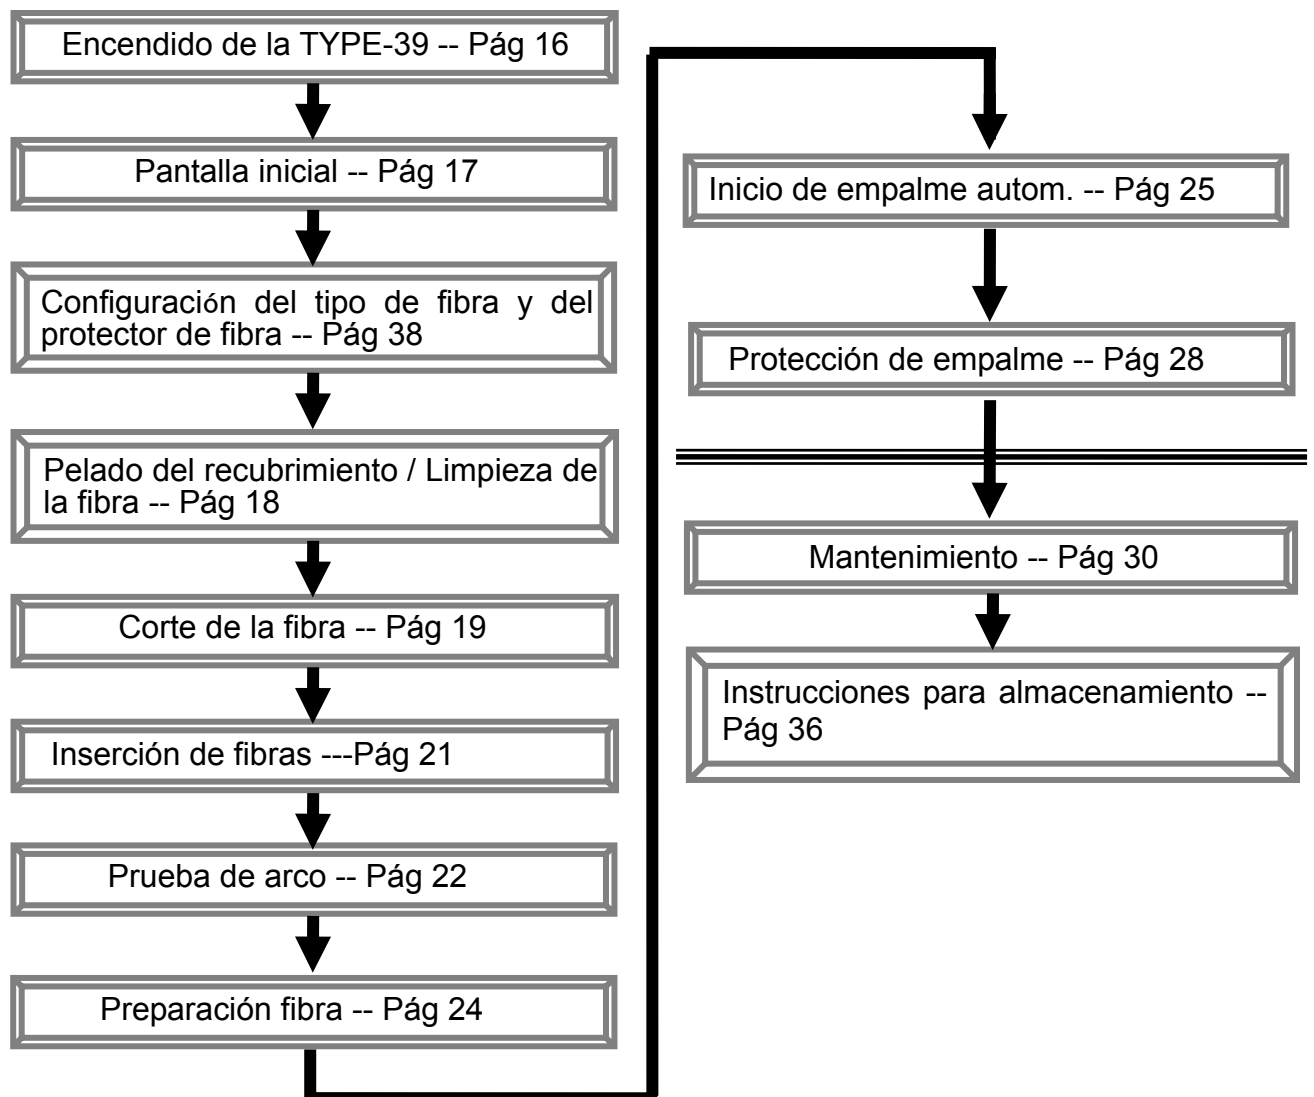 Encendido de la TYPE-39 -- Pág 16
Pantalla inicial -- Pág 17
Configuración del tipo de fibra y del
protector de fibra -- Pág 38
Pelado del recubrimiento / Limpieza de
la fibra -- Pág 18
Corte de la fibra -- Pág 19
Inserción de fibras ---Pág 21
Prueba de arco -- Pág 22
Preparación fibra -- Pág 24
Inicio de empalme autom. -- Pág 25
Protección de empalme -- Pág 28
Mantenimiento -- Pág 30
Instrucciones para almacenamiento --
Pág 36